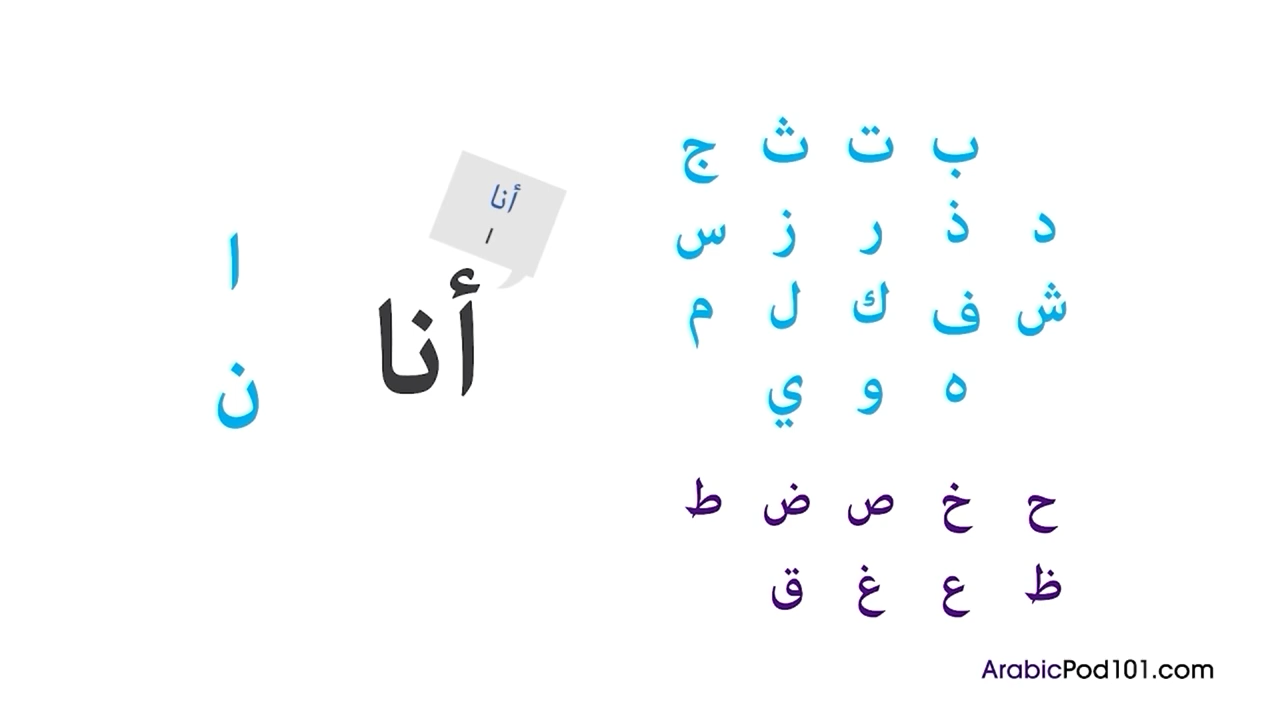 ا
ن
أنا
ا
أنا
ب ت ث ج
د ذ ر ز س
ش ف ك ل م
ه و ي
ح خ ص ض ط
ظ ع غ ق
ArabicPod101.com